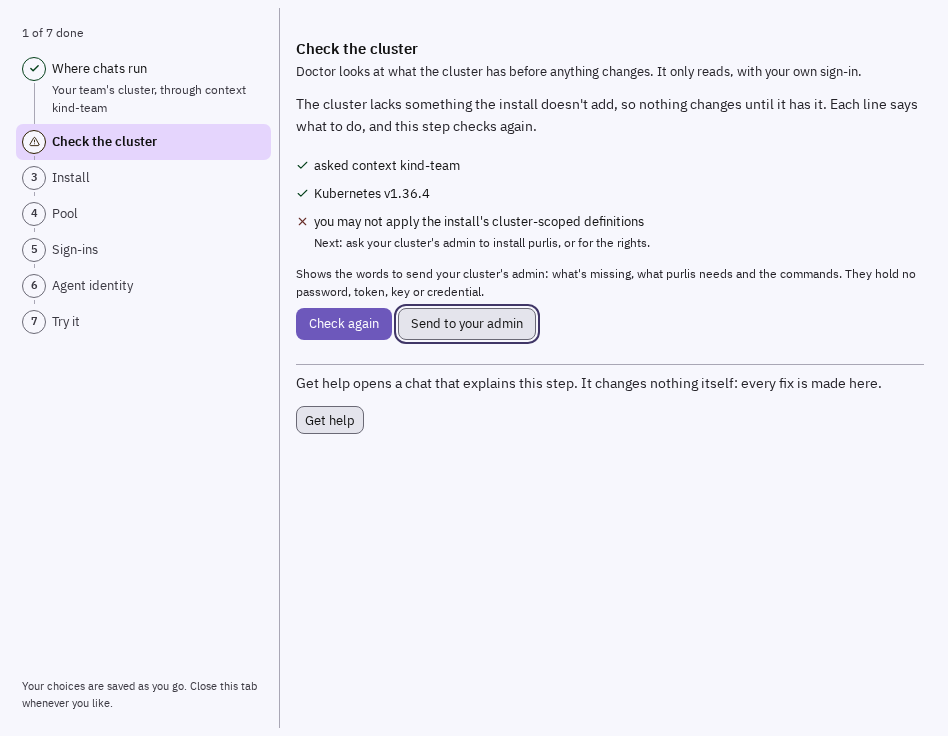 1 of 7 done
Where chats run
Your team's cluster, through context
kind-team
Check the cluster
3 Install
4 Pool
5 Sign-ins
6 Agent identity
7 Try it
Your choices are saved as you go. Close this tab
whenever you like.
Check the cluster
Doctor looks at what the cluster has before anything changes. It only reads, with your own sign-in.
The cluster lacks something the install doesn't add, so nothing changes until it has it. Each line says
what to do, and this step checks again.
asked context kind-team
Kubernetes v1.36.4
you may not apply the install's cluster-scoped definitions
Next: ask your cluster's admin to install purlis, or for the rights.
Shows the words to send your cluster's admin: what's missing, what purlis needs and the commands. They hold no
password, token, key or credential.
Check again
Send to your admin
Get help opens a chat that explains this step. It changes nothing itself: every fix is made here.
Get help